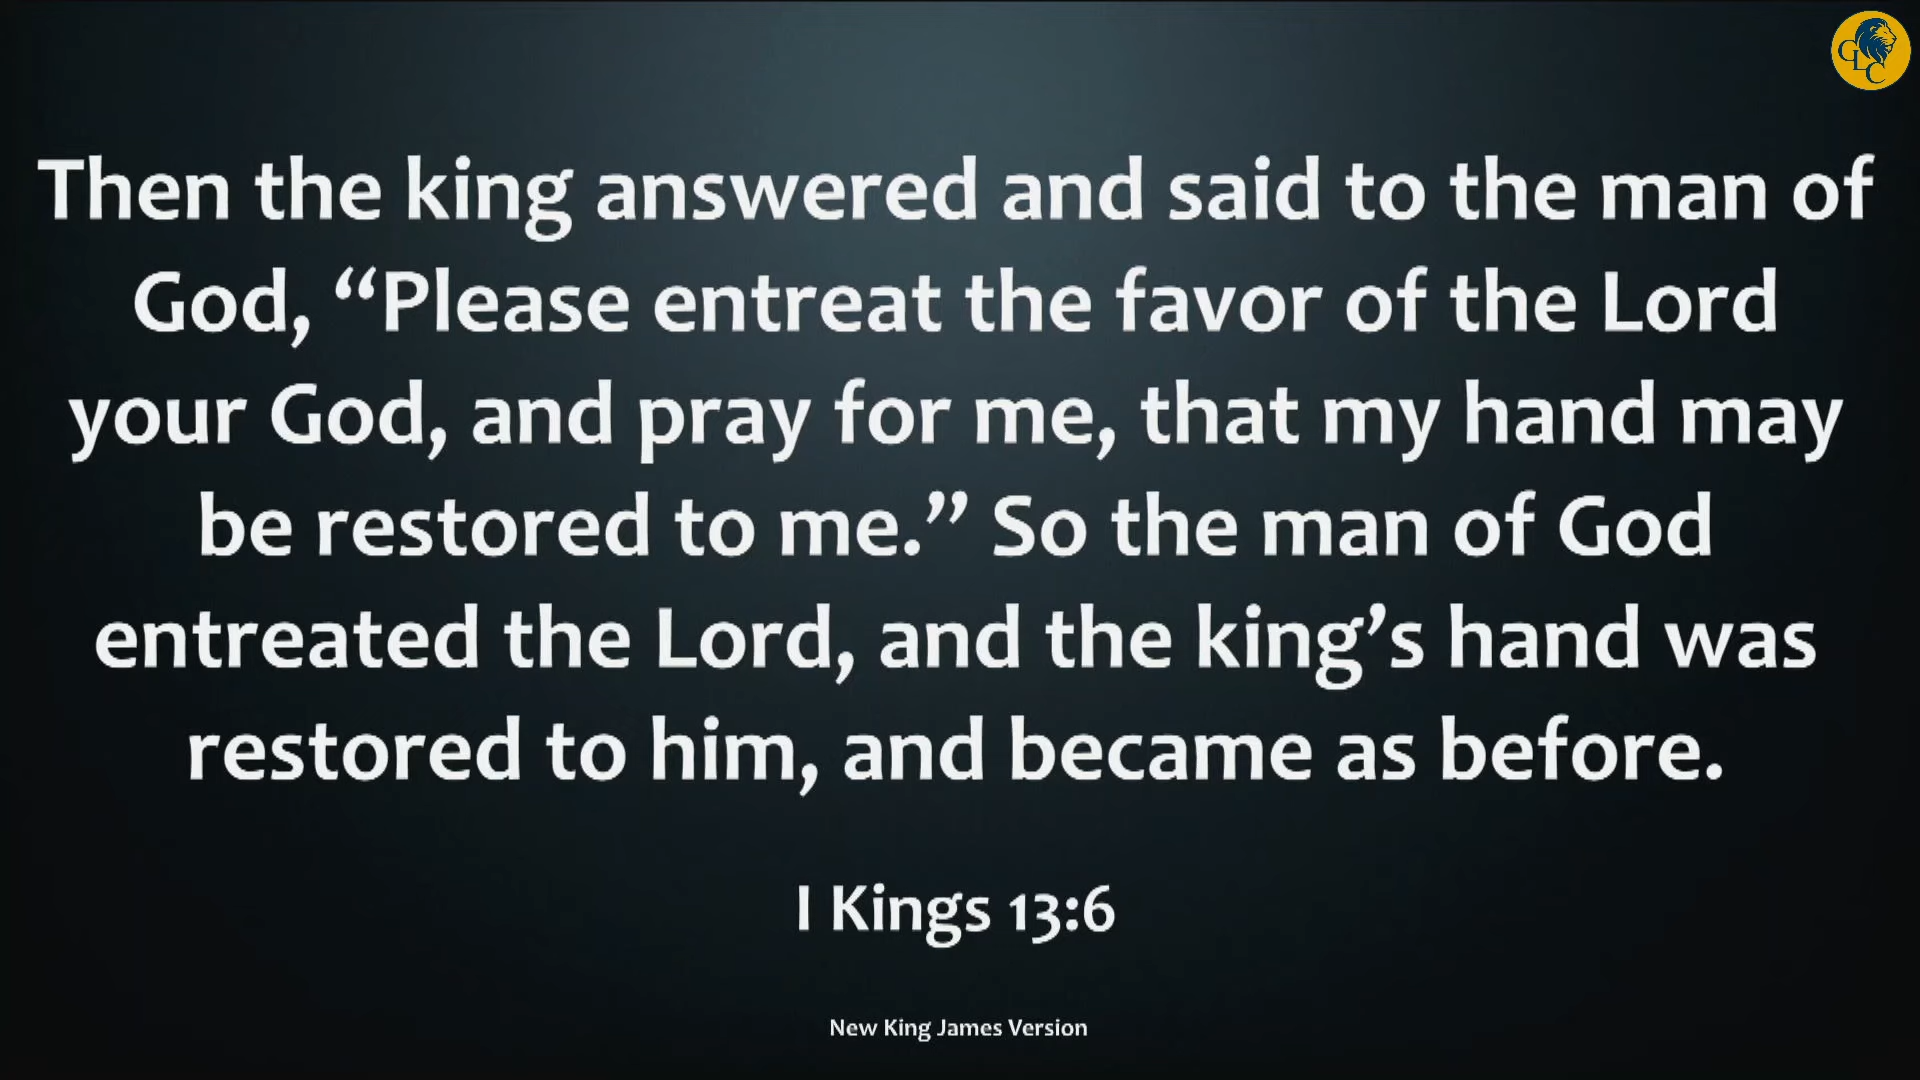 GLC
Then the king answered and said to the man of
God, “Please entreat the favor of the Lord
your God, and pray for me, that my hand may
be restored to me.” So the man of God
entreated the Lord, and the king’s hand was
restored to him, and became as before.
I Kings 13:6
New King James Version